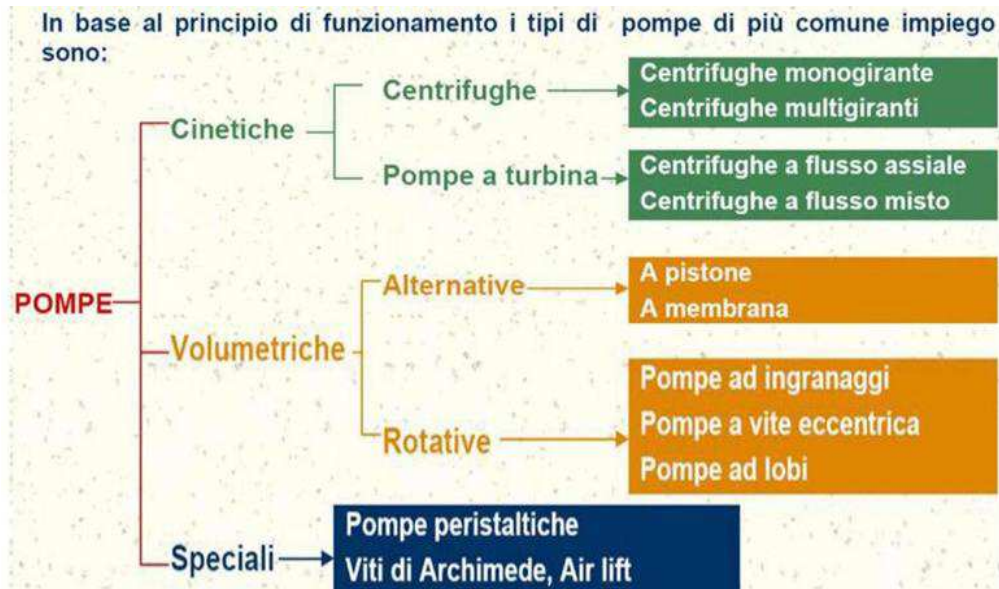 In base al principio di funzionamento i tipi di pompe di più comune impiego
sono:
POMPE
Cinetiche
Centrifughe
Centrifughe monogirante
Centrifughe multigiranti
Pompe a turbina
Centrifughe a flusso assiale
Centrifughe a flusso misto
Volumetriche
Alternative
A pistone
A membrana
Rotative
Pompe ad ingranaggi
Pompe a vite eccentrica
Pompe ad lobi
Speciali
Pompe peristaltiche
Viti di Archimede, Air lift